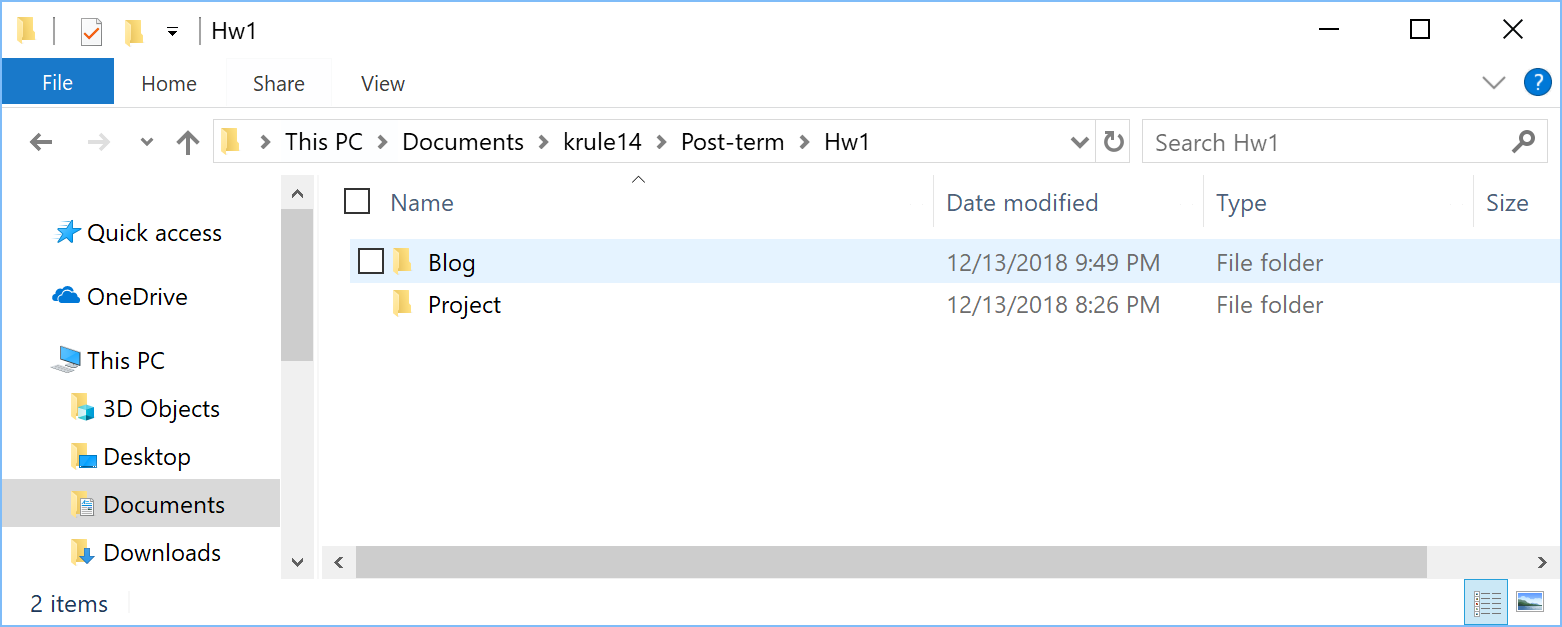 Hw1
File Home Share View ?
This PC Documents krule14 Post-term Hw1 Search Hw1
Name Date modified Type Size
Quick access
OneDrive
This PC
3D Objects
Desktop
Documents
Downloads
Blog 12/13/2018 9:49 PM File folder
Project 12/13/2018 8:26 PM File folder
2 items